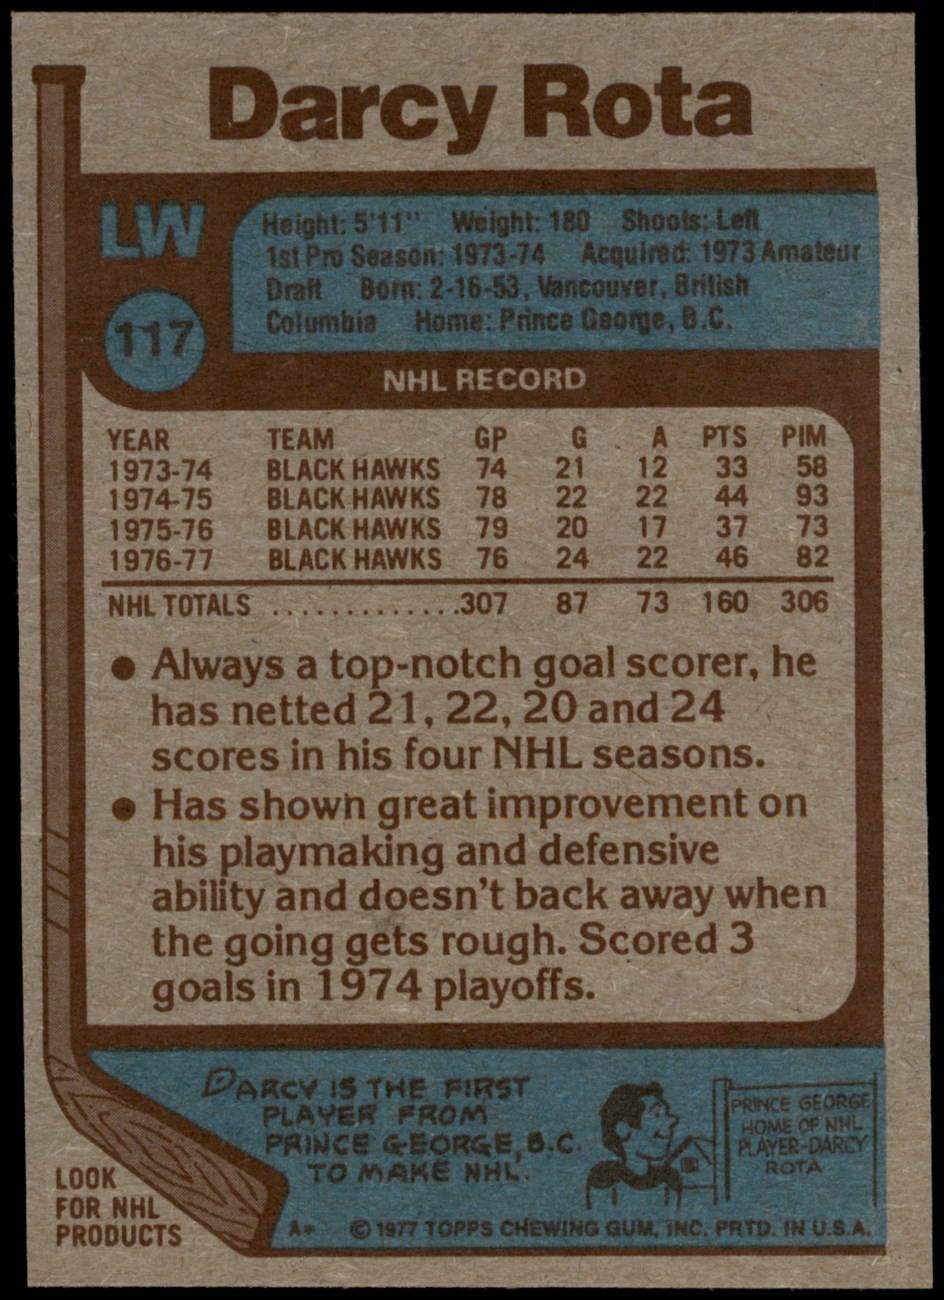 Darcy Rota
LW
117
Height: 5'11" Weight: 180 Shoots: Left
1st Pro Season: 1973-74 Acquired: 1973 Amateur
Draft Born: 2-16-53, Vancouver, British
Columbia Home: Prince George, B.C.
NHL RECORD
YEAR TEAM GP G A PTS PIM
1973-74 BLACK HAWKS 74 21 12 33 58
1974-75 BLACK HAWKS 78 22 22 44 93
1975-76 BLACK HAWKS 79 20 17 37 73
1976-77 BLACK HAWKS 76 24 22 46 82
NHL TOTALS .............307 87 73 160 306
• Always a top-notch goal scorer, he
has netted 21, 22, 20 and 24
scores in his four NHL seasons.
• Has shown great improvement on
his playmaking and defensive
ability and doesn't back away when
the going gets rough. Scored 3
goals in 1974 playoffs.
DARCY IS THE FIRST
PLAYER FROM
PRINCE GEORGE, B.C.
TO MAKE NHL.
PRINCE GEORGE
HOME OF NHL
PLAYER-DARCY
ROTA
LOOK
FOR NHL
PRODUCTS
A* © 1977 TOPPS CHEWING GUM, INC. PRTD. IN U.S.A.